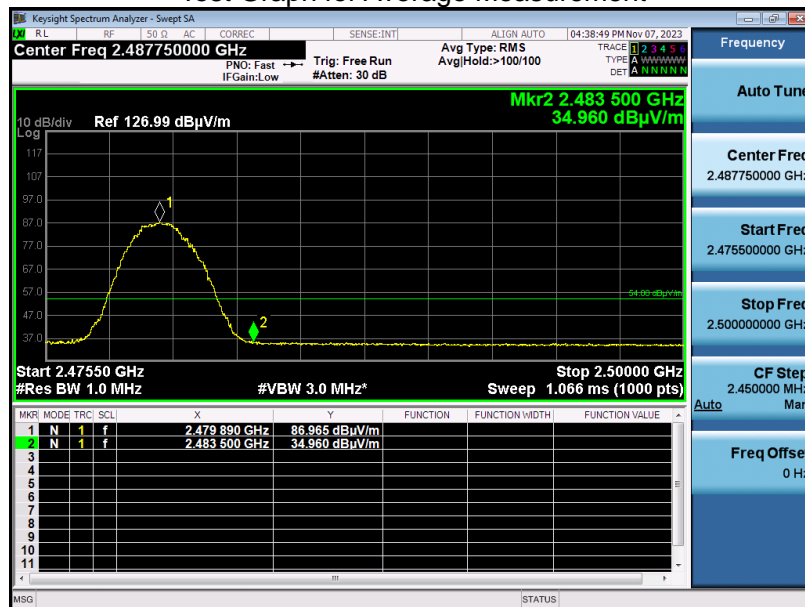 Keysight Spectrum Analyzer - Swept SA
LXI RL RF 50 Ω AC CORREC SENSE:INT ALIGN AUTO 04:38:49 PM Nov 07, 2023
Center Freq 2.487750000 GHz
PNO: Fast
IFGain:Low
Trig: Free Run
#Atten: 30 dB
Avg Type: RMS
Avg|Hold:>100/100
TRACE 1 2 3 4 5 6
TYPE A WWWWW
DET A N N N N N
Mkr2 2.483 500 GHz
34.960 dBµV/m
10 dB/div Ref 126.99 dBµV/m
Log
117
107
97.0
87.0
77.0
67.0
57.0
47.0
37.0
1
2
54.00 dBµV/m
Start 2.47550 GHz Stop 2.50000 GHz
#Res BW 1.0 MHz #VBW 3.0 MHz* Sweep 1.066 ms (1000 pts)
MKR MODE TRC SCL X Y FUNCTION FUNCTION WIDTH FUNCTION VALUE
1 N 1 f 2.479 890 GHz 86.965 dBµV/m
2 N 1 f 2.483 500 GHz 34.960 dBµV/m
3
4
5
6
7
8
9
10
11
MSG STATUS
Frequency
Auto Tune
Center Freq
2.487750000 GHz
Start Freq
2.475500000 GHz
Stop Freq
2.500000000 GHz
CF Step
2.450000 MHz
Auto Man
Freq Offset
0 Hz